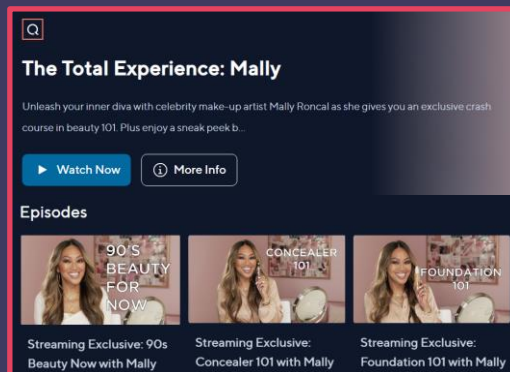 The Total Experience: Mally
Unleash your inner diva with celebrity make-up artist Mally Roncal as she gives you an exclusive crash
course in beauty 101. Plus enjoy a sneak peek b...
Watch Now
More Info
Episodes
90'S
BEAUTY
FOR
NOW
CONCEALER
101
FOUNDATION
101
Streaming Exclusive: 90s
Beauty Now with Mally
Streaming Exclusive:
Concealer 101 with Mally
Streaming Exclusive:
Foundation 101 with Mally